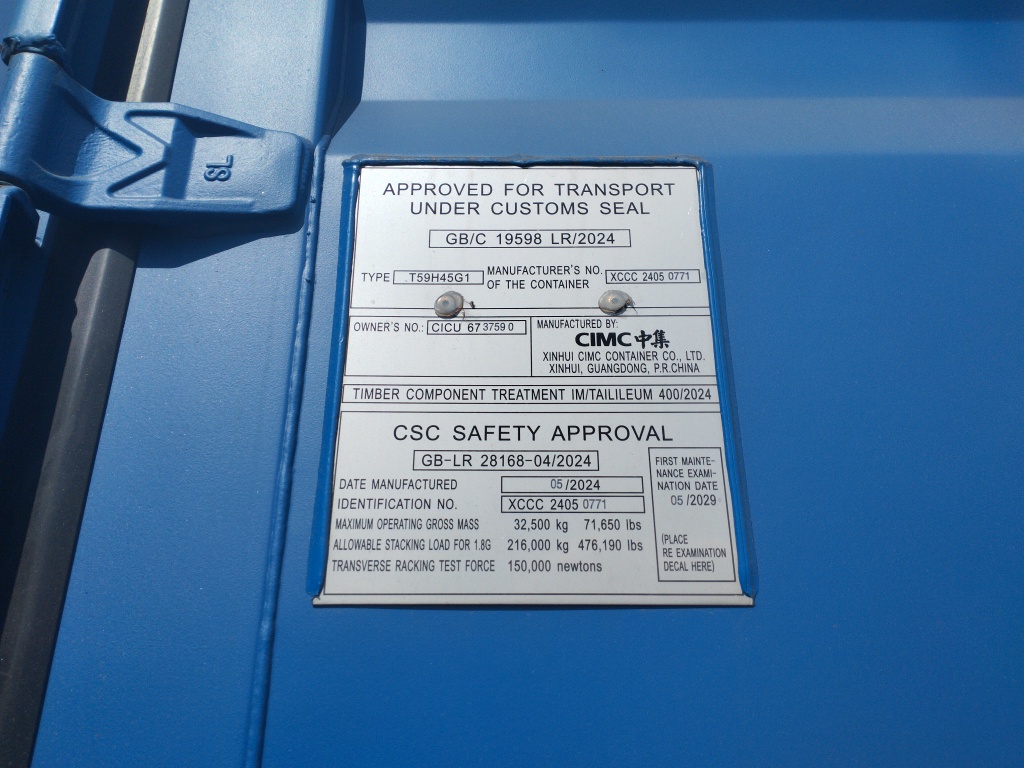 18
APPROVED FOR TRANSPORT
UNDER CUSTOMS SEAL
GB/C 19598 LR/2024
TYPE T59H45G1 MANUFACTURER'S NO. OF THE CONTAINER XCCC 2405 0771
OWNER'S NO.: CICU 67 3759 0
MANUFACTURED BY:
CIMC 中集
XINHUI CIMC CONTAINER CO., LTD.
XINHUI, GUANGDONG, P.R.CHINA
TIMBER COMPONENT TREATMENT IM/TAILILEUM 400/2024
CSC SAFETY APPROVAL
GB-LR 28168-04/2024
DATE MANUFACTURED 05/2024
IDENTIFICATION NO. XCCC 2405 0771
MAXIMUM OPERATING GROSS MASS 32,500 kg 71,650 lbs
ALLOWABLE STACKING LOAD FOR 1.8G 216,000 kg 476,190 lbs
TRANSVERSE RACKING TEST FORCE 150,000 newtons
FIRST MAINTE-
NANCE EXAMI-
NATION DATE
05/2029
(PLACE
RE EXAMINATION
DECAL HERE)